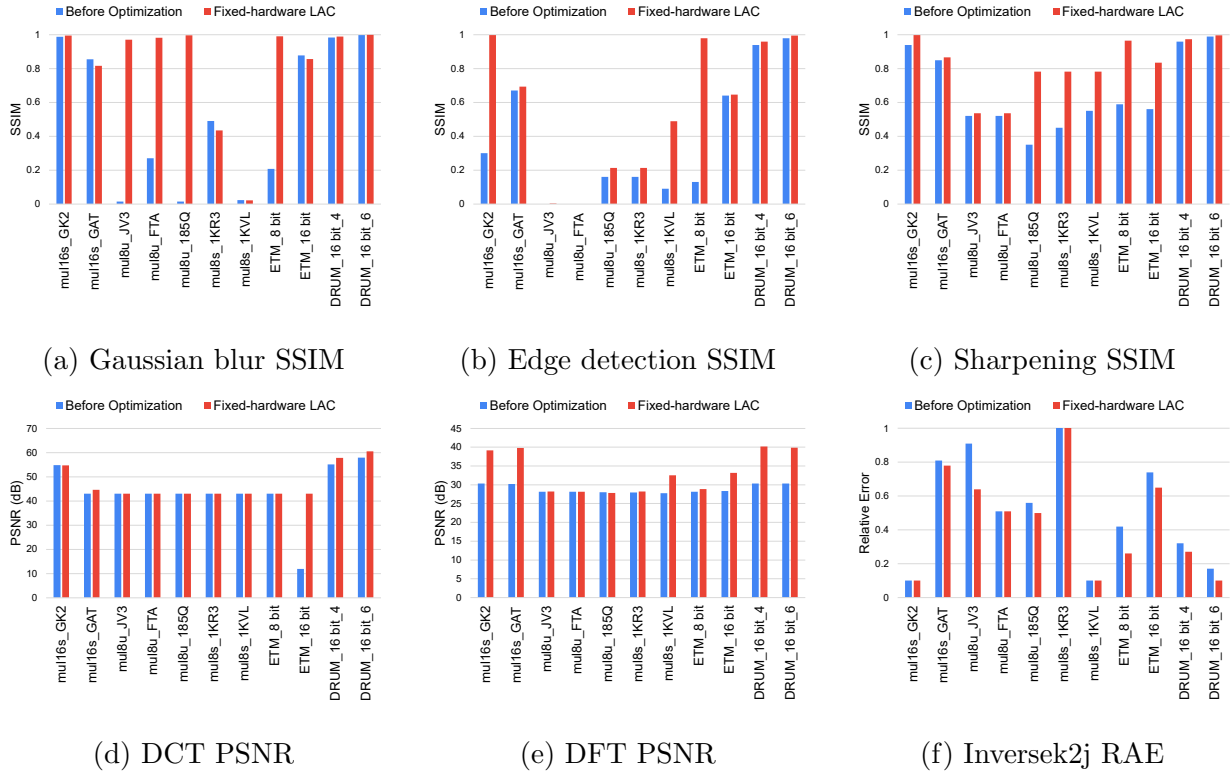 Before Optimization Fixed-hardware LAC
SSIM
1
0.8
0.6
0.4
0.2
0
mul16s_GK2
mul16s_GAT
mul8u_JV3
mul8u_FTA
mul8u_185Q
mul8s_1KR3
mul8s_1KVL
ETM_8 bit
ETM_16 bit
DRUM_16 bit_4
DRUM_16 bit_6
(a) Gaussian blur SSIM
Before Optimization Fixed-hardware LAC
SSIM
1
0.8
0.6
0.4
0.2
0
mul16s_GK2
mul16s_GAT
mul8u_JV3
mul8u_FTA
mul8u_185Q
mul8s_1KR3
mul8s_1KVL
ETM_8 bit
ETM_16 bit
DRUM_16 bit_4
DRUM_16 bit_6
(b) Edge detection SSIM
Before Optimization Fixed-hardware LAC
SSIM
1
0.8
0.6
0.4
0.2
0
mul16s_GK2
mul16s_GAT
mul8u_JV3
mul8u_FTA
mul8u_185Q
mul8s_1KR3
mul8s_1KVL
ETM_8 bit
ETM_16 bit
DRUM_16 bit_4
DRUM_16 bit_6
(c) Sharpening SSIM
Before Optimization Fixed-hardware LAC
PSNR (dB)
70
60
50
40
30
20
10
0
mul16s_GK2
mul16s_GAT
mul8u_JV3
mul8u_FTA
mul8u_185Q
mul8s_1KR3
mul8s_1KVL
ETM_8 bit
ETM_16 bit
DRUM_16 bit_4
DRUM_16 bit_6
(d) DCT PSNR
Before Optimization Fixed-hardware LAC
PSNR (dB)
45
40
35
30
25
20
15
10
5
0
mul16s_GK2
mul16s_GAT
mul8u_JV3
mul8u_FTA
mul8u_185Q
mul8s_1KR3
mul8s_1KVL
ETM_8 bit
ETM_16 bit
DRUM_16 bit_4
DRUM_16 bit_6
(e) DFT PSNR
Before Optimization Fixed-hardware LAC
Relative Error
1
0.8
0.6
0.4
0.2
0
mul16s_GK2
mul16s_GAT
mul8u_JV3
mul8u_FTA
mul8u_185Q
mul8s_1KR3
mul8s_1KVL
ETM_8 bit
ETM_16 bit
DRUM_16 bit_4
DRUM_16 bit_6
(f) Inversek2j RAE